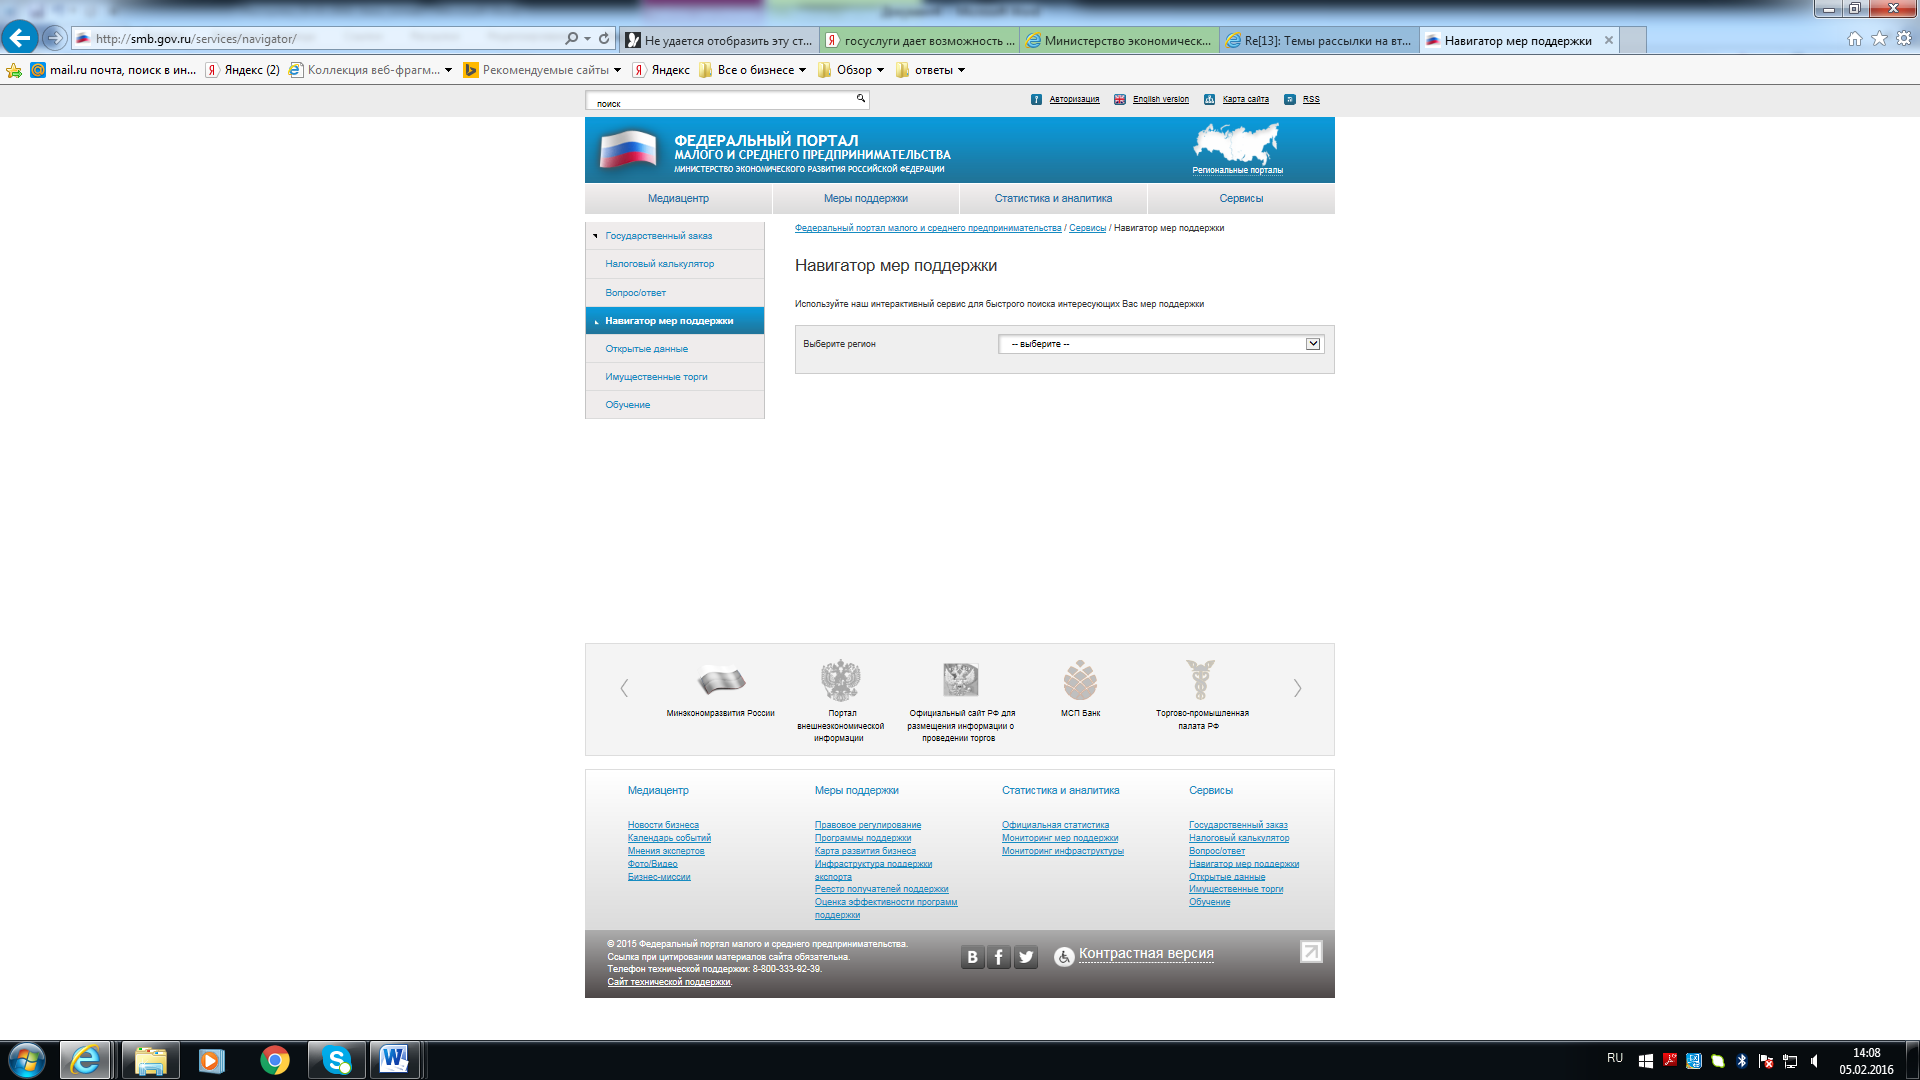 http://smb.gov.ru/services/navigator/
Не удается отобразить эту ст...
госуслуги дает возможность ...
Министерство экономическ...
Re[13]: Темы рассылки на вт...
Навигатор мер поддержки
mail.ru почта, поиск в ин...
Яндекс (2)
Коллекция веб-фрагм...
Рекомендуемые сайты
Яндекс
Все о бизнесе
Обзор
ответы
поиск
Авторизация
English version
Карта сайта
RSS
ФЕДЕРАЛЬНЫЙ ПОРТАЛ
МАЛОГО И СРЕДНЕГО ПРЕДПРИНИМАТЕЛЬСТВА
МИНИСТЕРСТВО ЭКОНОМИЧЕСКОГО РАЗВИТИЯ РОССИЙСКОЙ ФЕДЕРАЦИИ
Региональные порталы
Медиацентр
Меры поддержки
Статистика и аналитика
Сервисы
Государственный заказ
Налоговый калькулятор
Вопрос/ответ
Навигатор мер поддержки
Открытые данные
Имущественные торги
Обучение
Федеральный портал малого и среднего предпринимательства / Сервисы / Навигатор мер поддержки
Навигатор мер поддержки
Используйте наш интерактивный сервис для быстрого поиска интересующих Вас мер поддержки
Выберите регион
-- выберите --
Минэкономразвития России
Портал
внешнеэкономической
информации
Официальный сайт РФ для
размещения информации о
проведении торгов
МСП Банк
Торгово-промышленная
палата РФ
Медиацентр
Новости бизнеса
Календарь событий
Мнения экспертов
Фото/Видео
Бизнес-миссии
Меры поддержки
Правовое регулирование
Программы поддержки
Карта развития бизнеса
Инфраструктура поддержки
экспорта
Реестр получателей поддержки
Оценка эффективности программ
поддержки
Статистика и аналитика
Официальная статистика
Мониторинг мер поддержки
Мониторинг инфраструктуры
Сервисы
Государственный заказ
Налоговый калькулятор
Вопрос/ответ
Навигатор мер поддержки
Открытые данные
Имущественные торги
Обучение
© 2015 Федеральный портал малого и среднего предпринимательства.
Ссылка при цитировании материалов сайта обязательна.
Телефон технической поддержки: 8-800-333-92-39.
Сайт технической поддержки.
Контрастная версия
RU
14:08
05.02.2016